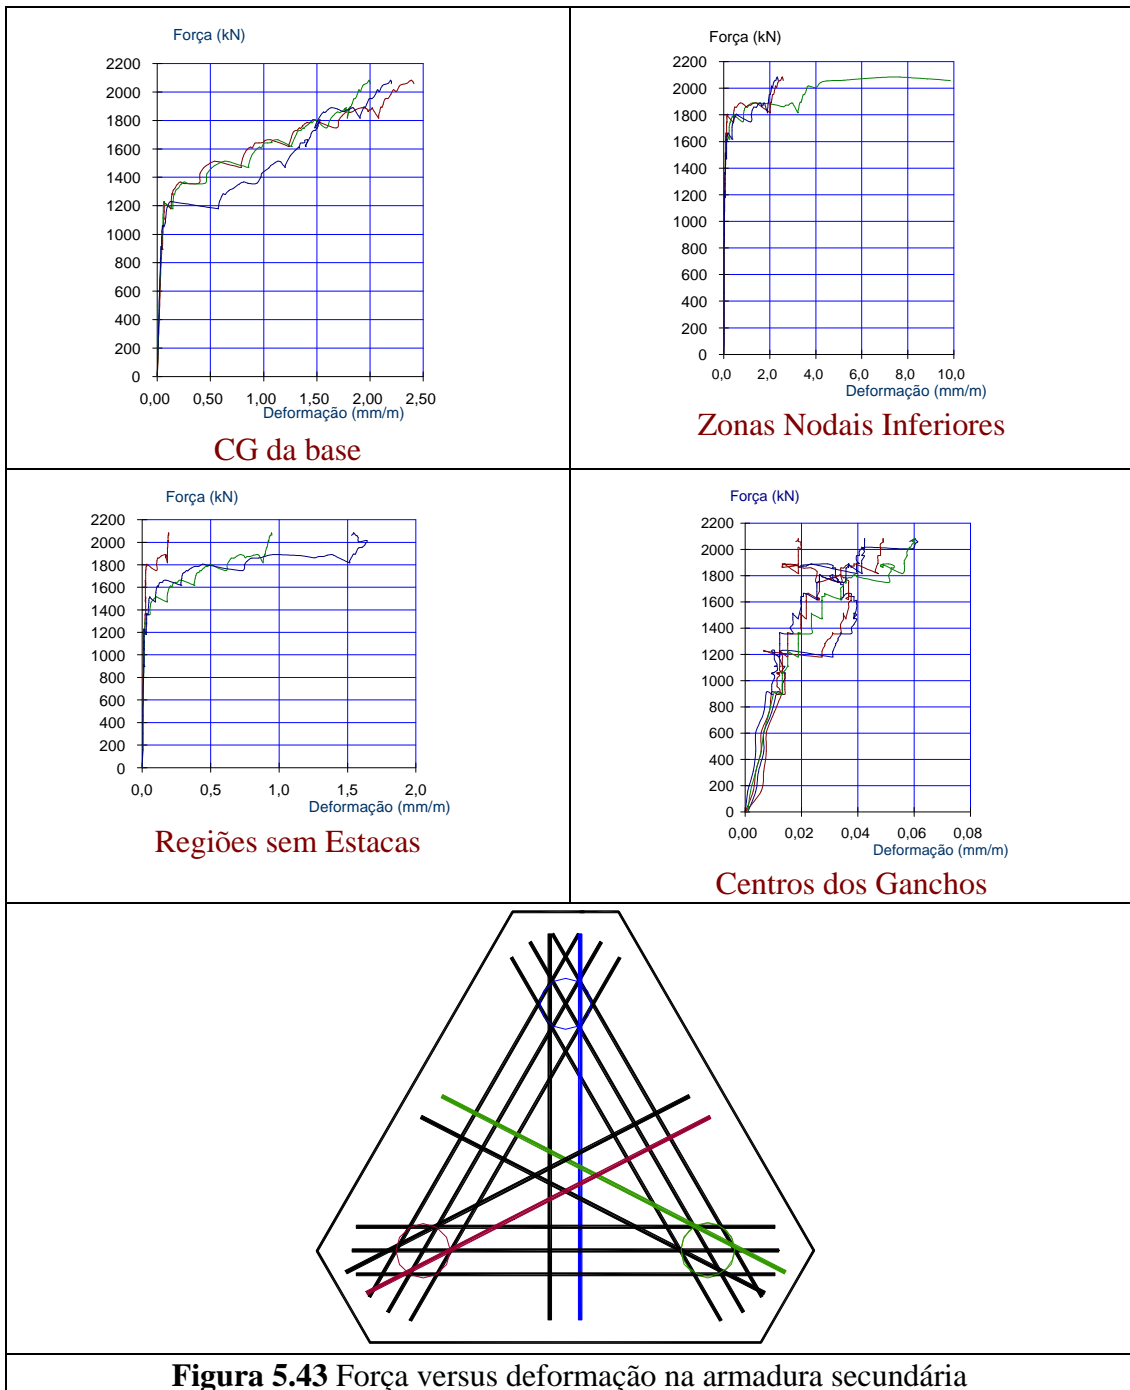 Força (kN)
2200
2000
1800
1600
1400
1200
1000
800
600
400
200
0
0,00 0,50 1,00 1,50 2,00 2,50
Deformação (mm/m)
CG da base
Força (kN)
2200
2000
1800
1600
1400
1200
1000
800
600
400
200
0
0,0 2,0 4,0 6,0 8,0 10,0
Deformação (mm/m)
Zonas Nodais Inferiores
Força (kN)
2200
2000
1800
1600
1400
1200
1000
800
600
400
200
0
0,0 0,5 1,0 1,5 2,0
Deformação (mm/m)
Regiões sem Estacas
Força (kN)
2200
2000
1800
1600
1400
1200
1000
800
600
400
200
0
0,00 0,02 0,04 0,06 0,08
Deformação (mm/m)
Centros dos Ganchos
Figura 5.43 Força versus deformação na armadura secundária